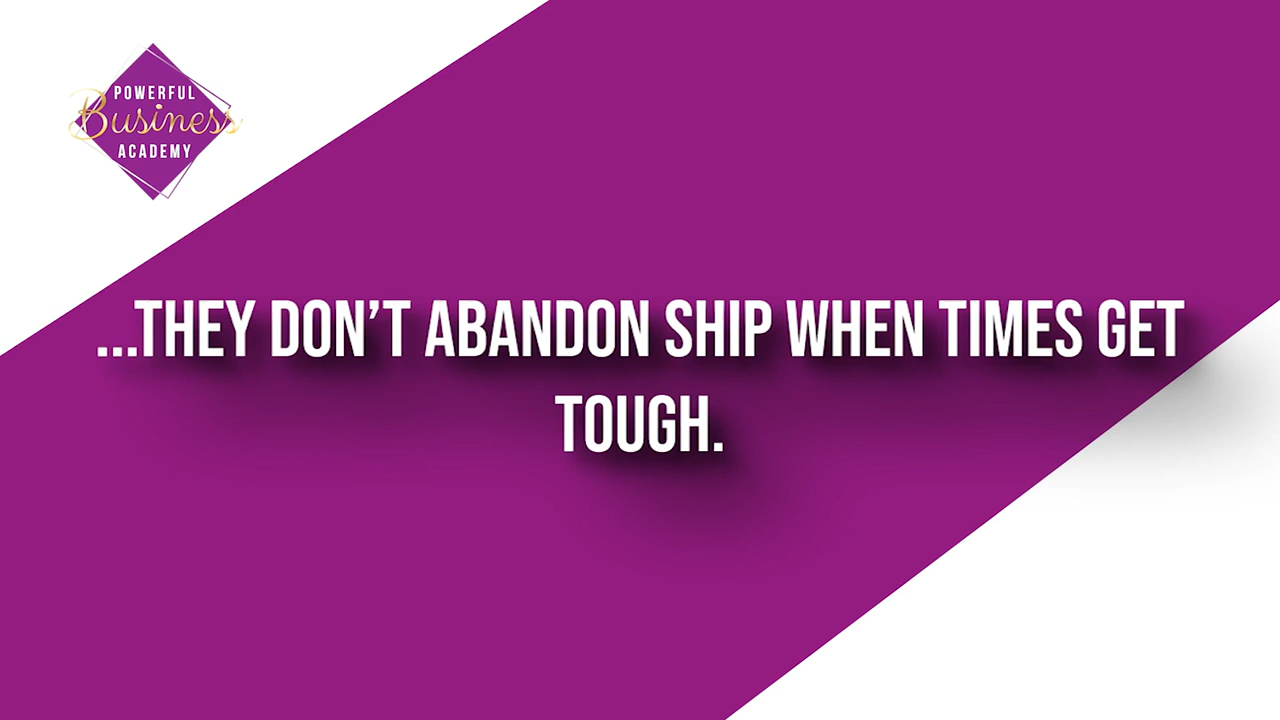 POWERFUL
Business
ACADEMY
...THEY DON’T ABANDON SHIP WHEN TIMES GET
TOUGH.